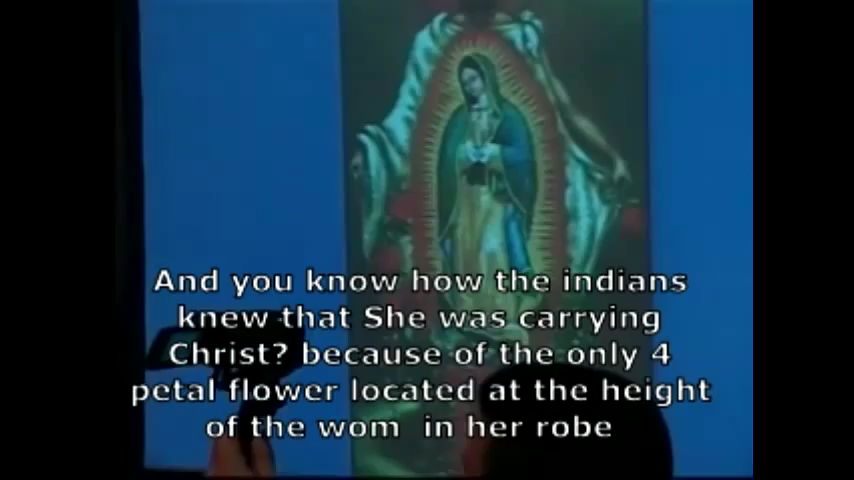 And you know how the indians
knew that She was carrying
Christ? because of the only 4
petal flower located at the height
of the wom in her robe